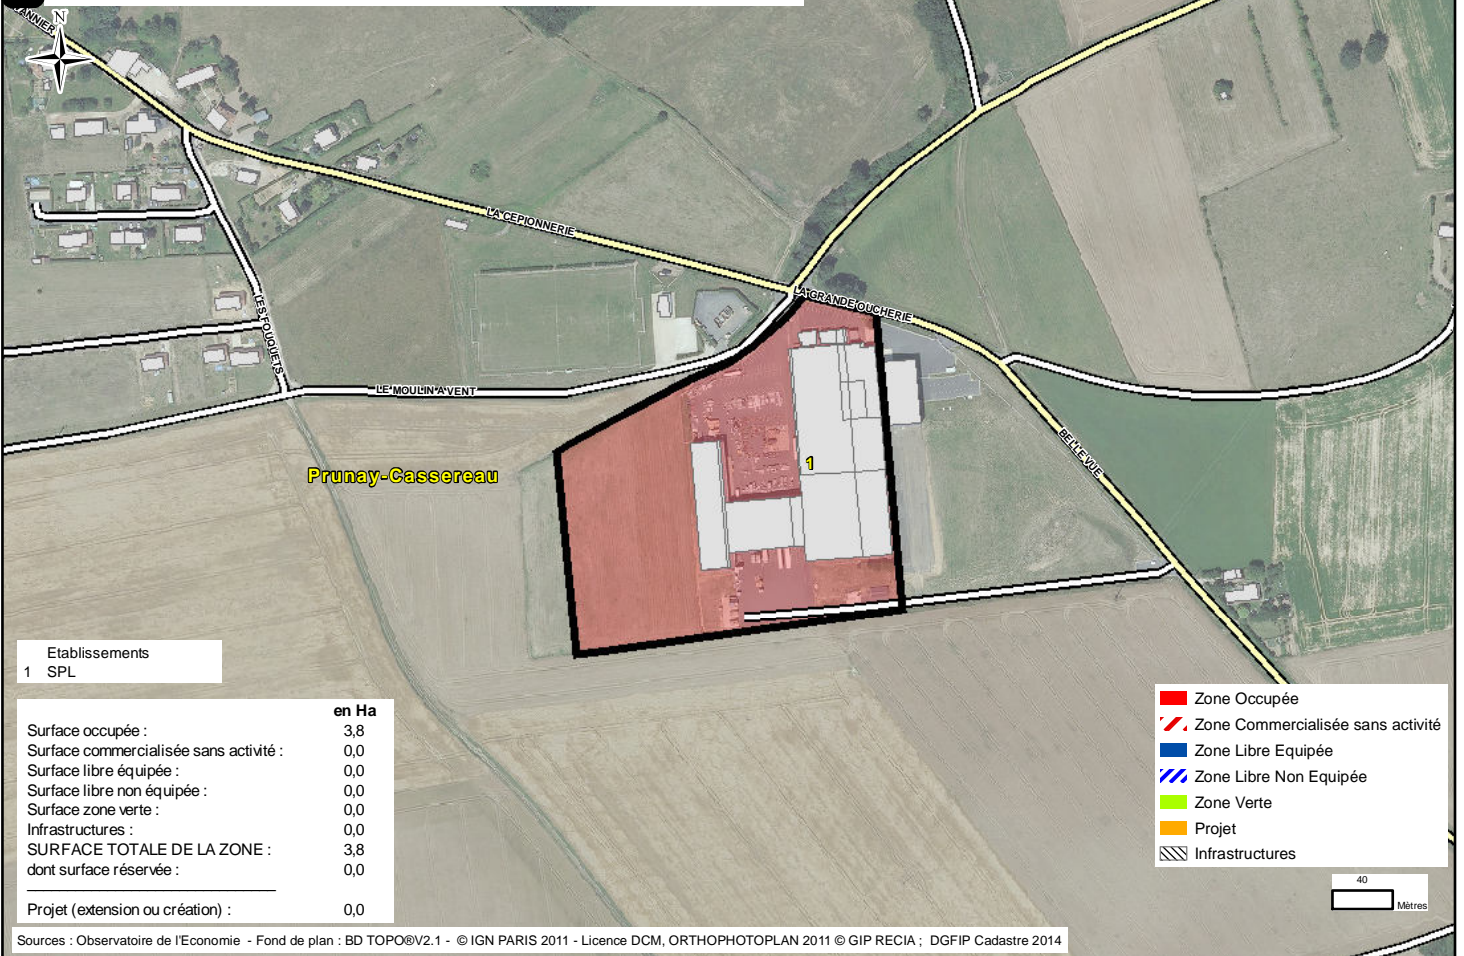 N
LA CEPIONNERIE
LA GRANDE OUCHERIE
LES FOUQUETS
LE MOULIN A VENT
BELLE VUE
Prunay-Cassereau
1
Etablissements
1 SPL
en Ha
Surface occupée : 3,8
Surface commercialisée sans activité : 0,0
Surface libre équipée : 0,0
Surface libre non équipée : 0,0
Surface zone verte : 0,0
Infrastructures : 0,0
SURFACE TOTALE DE LA ZONE : 3,8
dont surface réservée : 0,0
Projet (extension ou création) : 0,0
Zone Occupée
Zone Commercialisée sans activité
Zone Libre Equipée
Zone Libre Non Equipée
Zone Verte
Projet
Infrastructures
40
Mètres
Sources : Observatoire de l'Economie - Fond de plan : BD TOPO®V2.1 - © IGN PARIS 2011 - Licence DCM, ORTHOPHOTOPLAN 2011 © GIP RECIA ; DGFIP Cadastre 2014